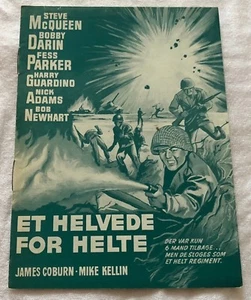 STEVE
McQUEEN
BOBBY
DARIN
FESS
PARKER
HARRY
GUARDINO
NICK
ADAMS
BOB
NEWHART
ET HELVEDE
FOR HELTE
DER VAR KUN
6 MAND TILBAGE...
MEN DE SLOGES SOM
ET HELT REGIMENT.
JAMES COBURN · MIKE KELLIN